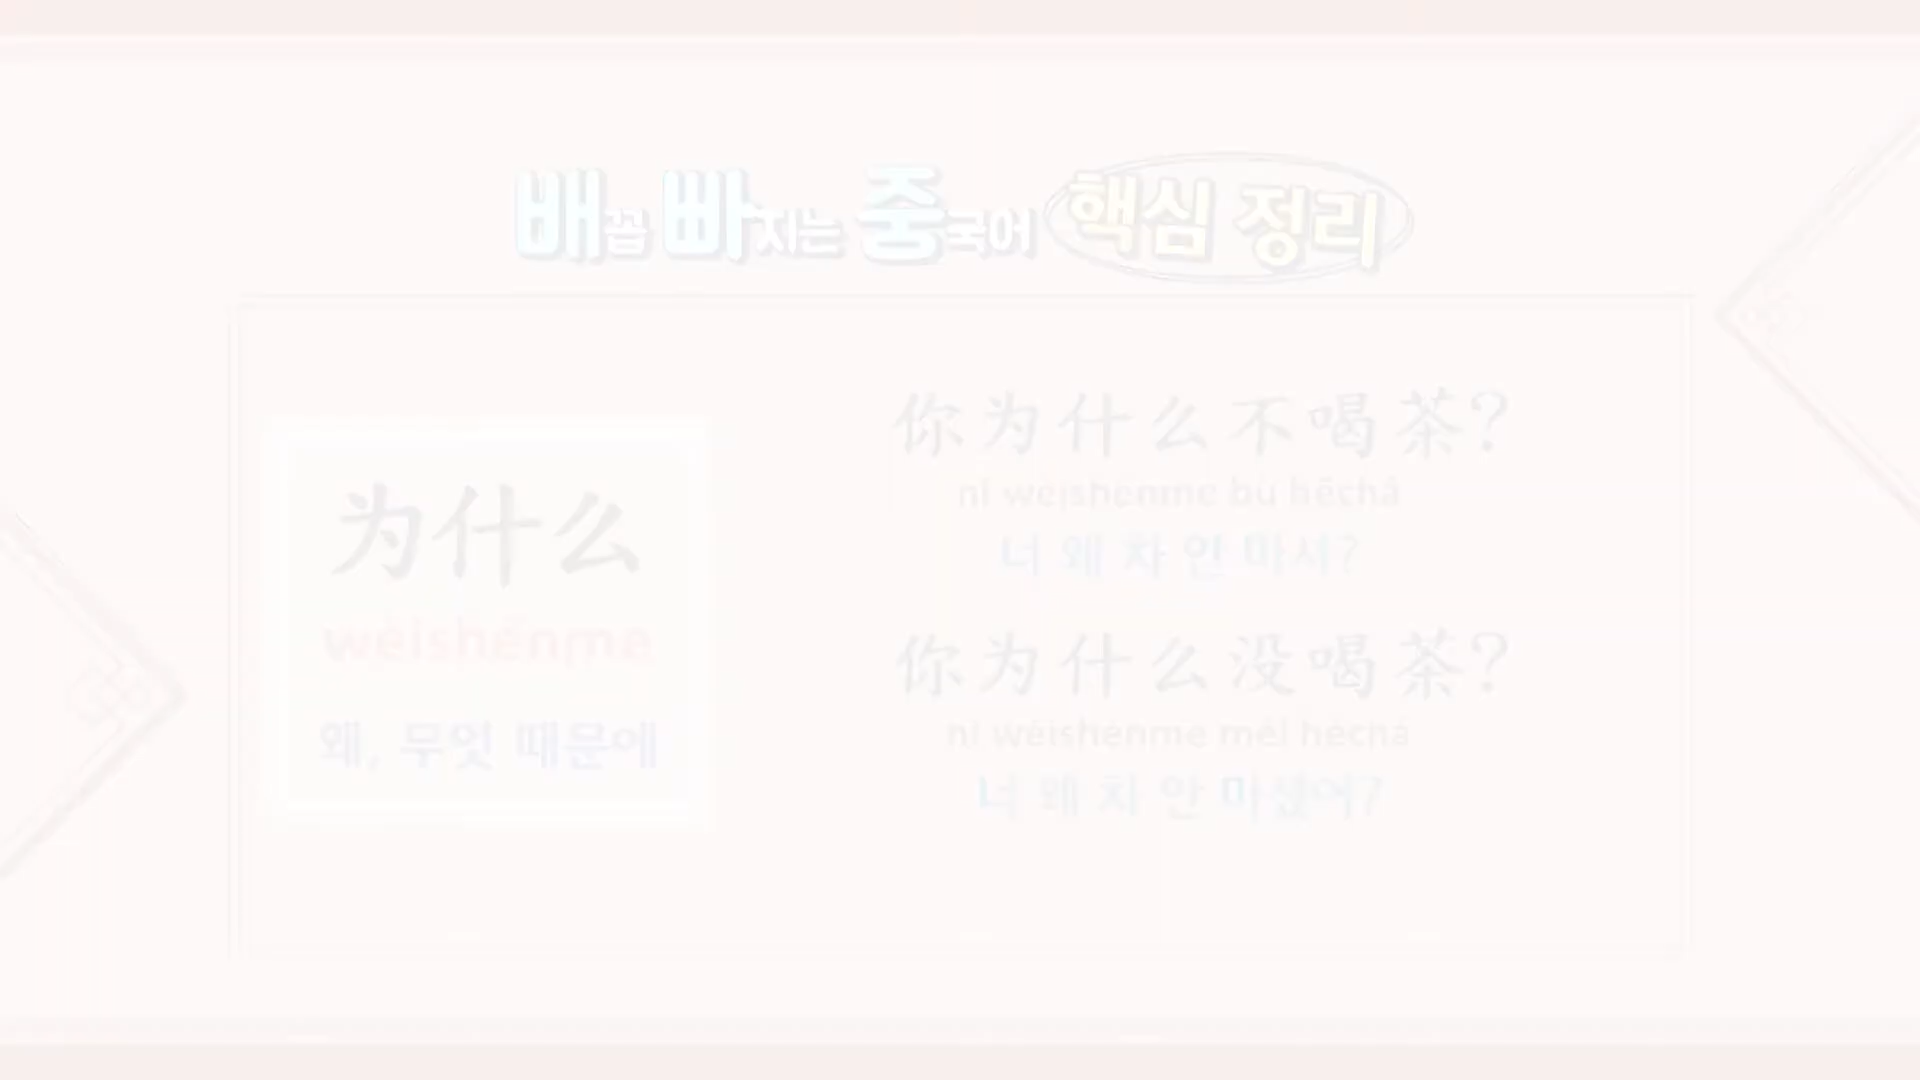 배꼽 빠지는 중국어 핵심 정리
为什么
wèishénme
왜, 무엇 때문에
你为什么不喝茶?
nǐ wèishénme bù hēchá
너 왜 차 안 마셔?
你为什么没喝茶?
nǐ wèishénme méi hēchá
너 왜 차 안 마셨어?